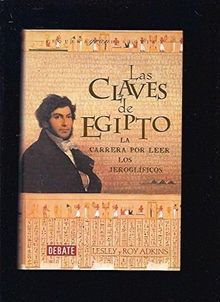 Las
CLAVES
de
EGIPTO
LA
CARRERA POR LEER
LOS
JEROGLÍFICOS
DEBATE
LESLEY Y ROY ADKINS